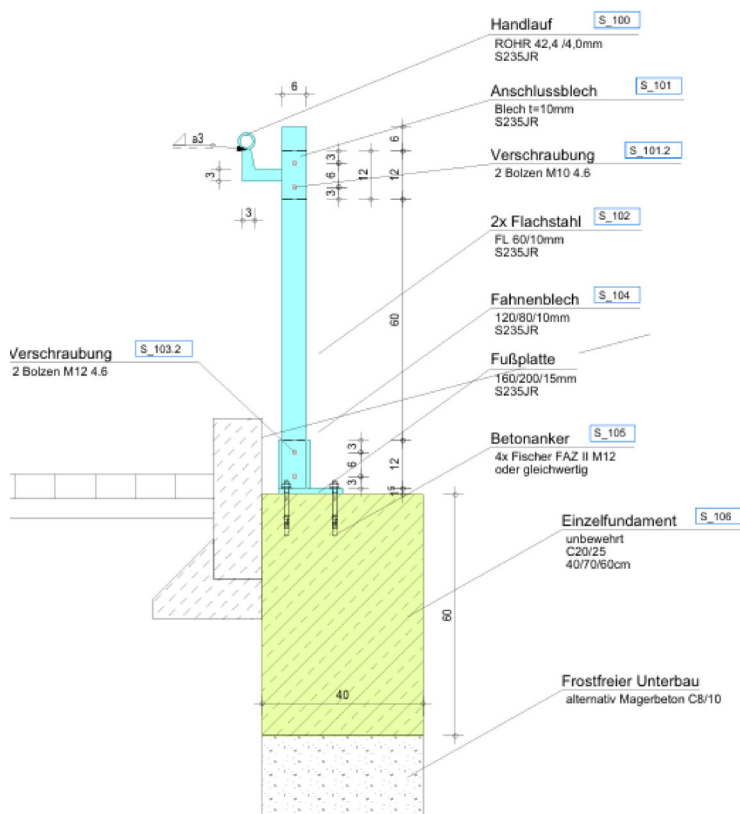 Handlauf S_100
ROHR 42,4 /4,0mm
S235JR
6
Anschlussblech S_101
Blech t=10mm
S235JR
a3
6
Verschraubung S_101.2
2 Bolzen M10 4.6
3
3
6
12
12
3
3
2x Flachstahl S_102
FL 60/10mm
S235JR
Fahnenblech S_104
120/80/10mm
S235JR
60
Verschraubung S_103.2
2 Bolzen M12 4.6
Fußplatte
160/200/15mm
S235JR
Betonanker S_105
4x Fischer FAZ II M12
oder gleichwertig
3
6
12
3
15
Einzelfundament S_106
unbewehrt
C20/25
40/70/60cm
60
40
Frostfreier Unterbau
alternativ Magerbeton C8/10